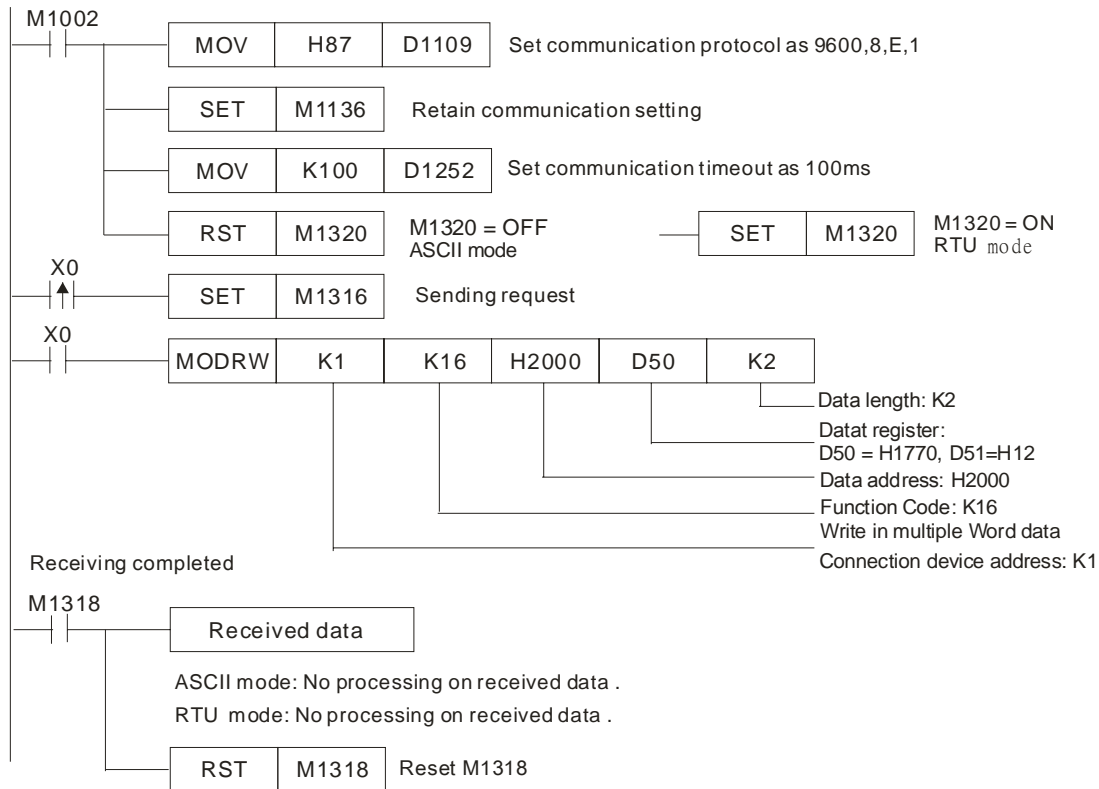 M1002
MOV H87 D1109 Set communication protocol as 9600,8,E,1
SET M1136 Retain communication setting
MOV K100 D1252 Set communication timeout as 100ms
RST M1320 M1320 = OFF
ASCII mode
SET M1320 M1320 = ON
RTU mode
X0
SET M1316 Sending request
X0
MODRW K1 K16 H2000 D50 K2
Data length: K2
Datat register:
D50 = H1770, D51=H12
Data address: H2000
Function Code: K16
Write in multiple Word data
Connection device address: K1
Receiving completed
M1318
Received data
ASCII mode: No processing on received data .
RTU mode: No processing on received data .
RST M1318 Reset M1318